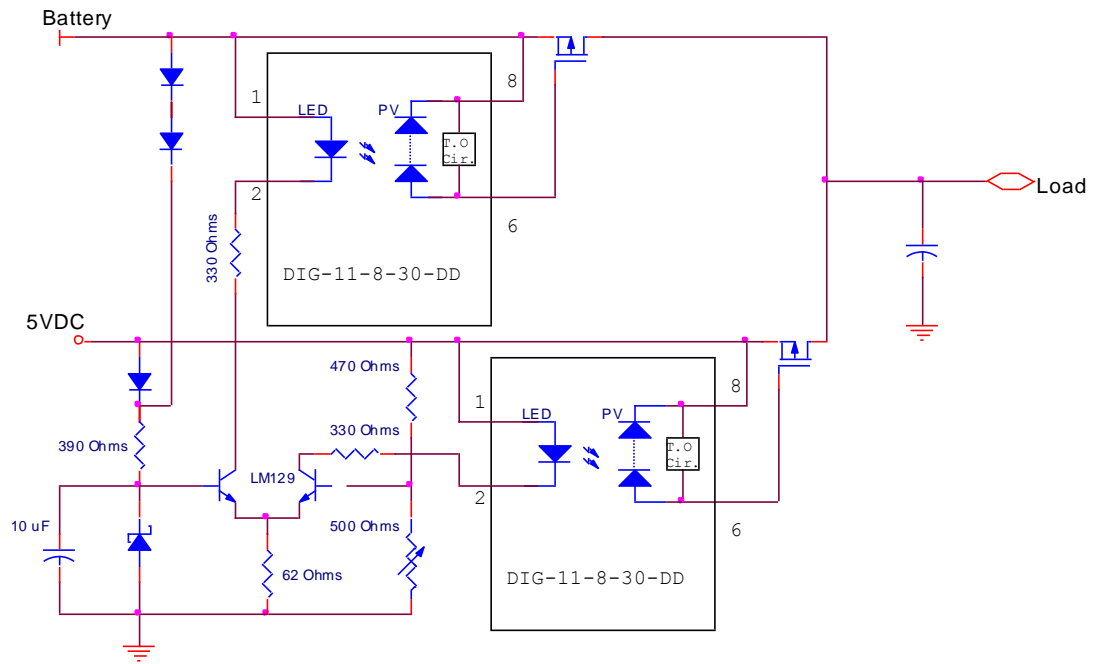 Battery
1
LED
PV
8
T.O
Cir.
2
6
330 Ohms
DIG-11-8-30-DD
Load
5VDC
470 Ohms
1
LED
PV
8
390 Ohms
330 Ohms
T.O
Cir.
LM129
2
10 uF
500 Ohms
6
62 Ohms
DIG-11-8-30-DD